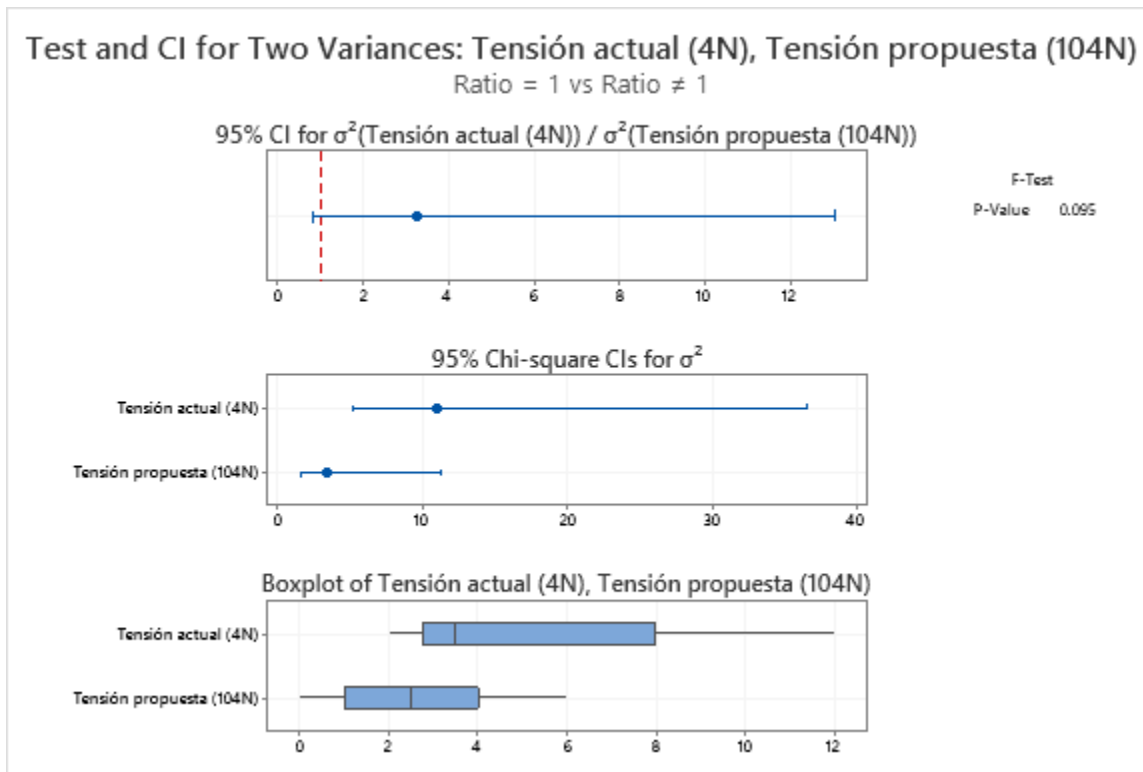 Test and CI for Two Variances: Tensión actual (4N), Tensión propuesta (104N)
Ratio = 1 vs Ratio ≠ 1
95% CI for σ²(Tensión actual (4N)) / σ²(Tensión propuesta (104N))
F-Test
P-Value 0.095
0 2 4 6 8 10 12
95% Chi-square CIs for σ²
Tensión actual (4N)
Tensión propuesta (104N)
0 10 20 30 40
Boxplot of Tensión actual (4N), Tensión propuesta (104N)
Tensión actual (4N)
Tensión propuesta (104N)
0 2 4 6 8 10 12